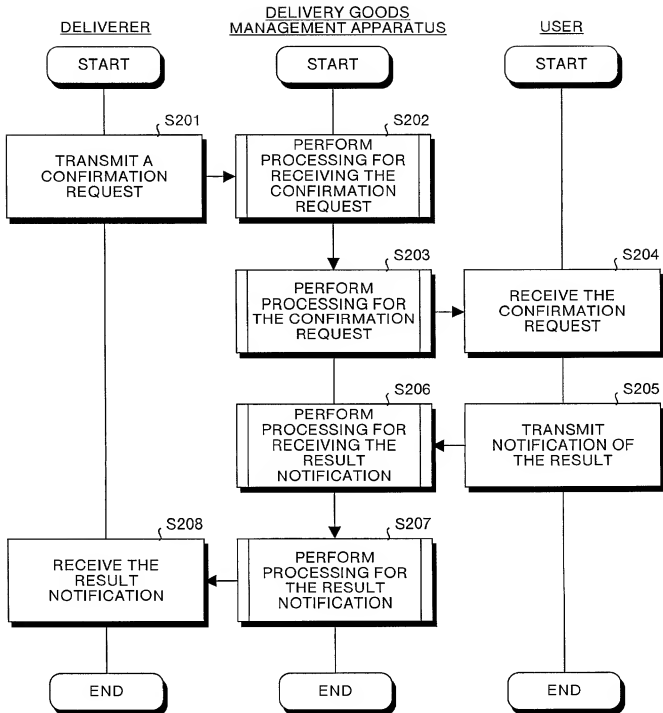 DELIVERER
DELIVERY GOODS
MANAGEMENT APPARATUS
USER
START
START
START
S201
TRANSMIT A
CONFIRMATION
REQUEST
S202
PERFORM
PROCESSING FOR
RECEIVING THE
CONFIRMATION
REQUEST
S203
PERFORM
PROCESSING FOR
THE CONFIRMATION
REQUEST
S204
RECEIVE THE
CONFIRMATION
REQUEST
S205
TRANSMIT
NOTIFICATION OF
THE RESULT
S206
PERFORM
PROCESSING FOR
RECEIVING THE
RESULT
NOTIFICATION
S207
PERFORM
PROCESSING FOR
THE RESULT
NOTIFICATION
S208
RECEIVE THE
RESULT
NOTIFICATION
END
END
END